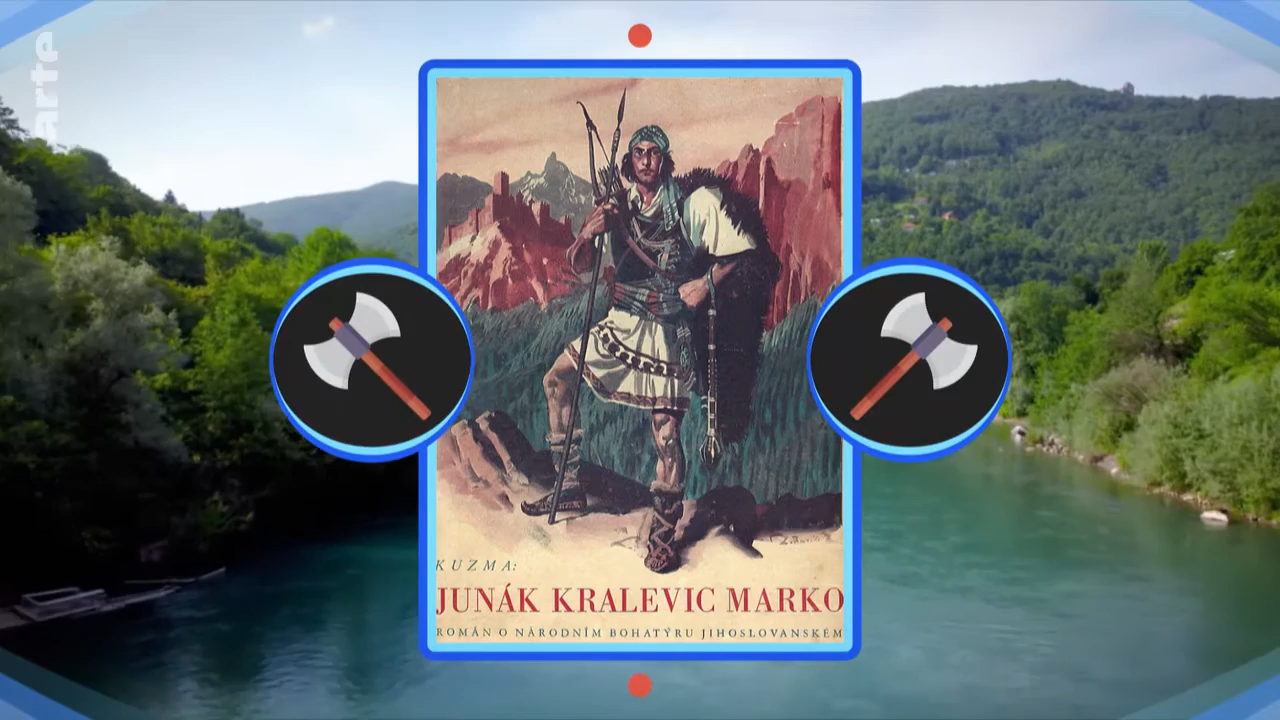 arte
KUZMA:
JUNÁK KRALEVIC MARKO
ROMÁN O NÁRODNÍM BOHATÝRU JIHOSLOVANSKÉM